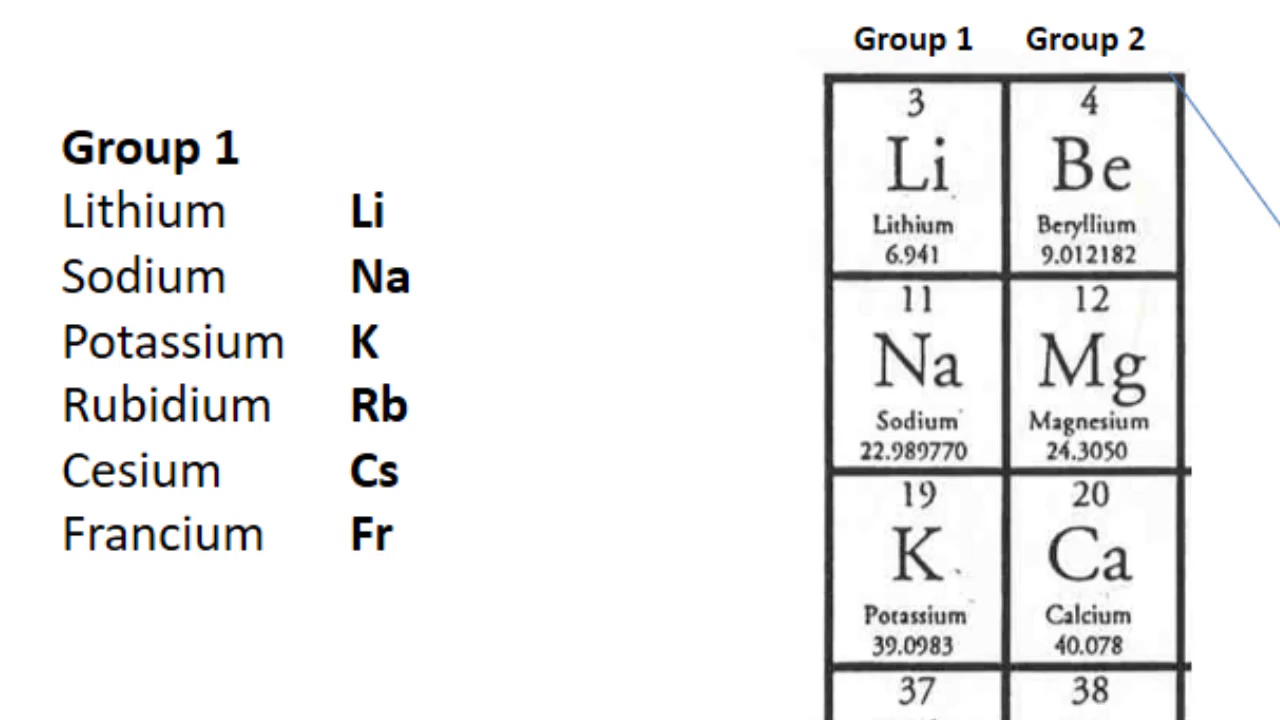 Group 1
Lithium Li
Sodium Na
Potassium K
Rubidium Rb
Cesium Cs
Francium Fr
Group 1 Group 2
3 4
Li Be
Lithium Beryllium
6.941 9.012182
11 12
Na Mg
Sodium Magnesium
22.989770 24.3050
19 20
K Ca
Potassium Calcium
39.0983 40.078
37 38